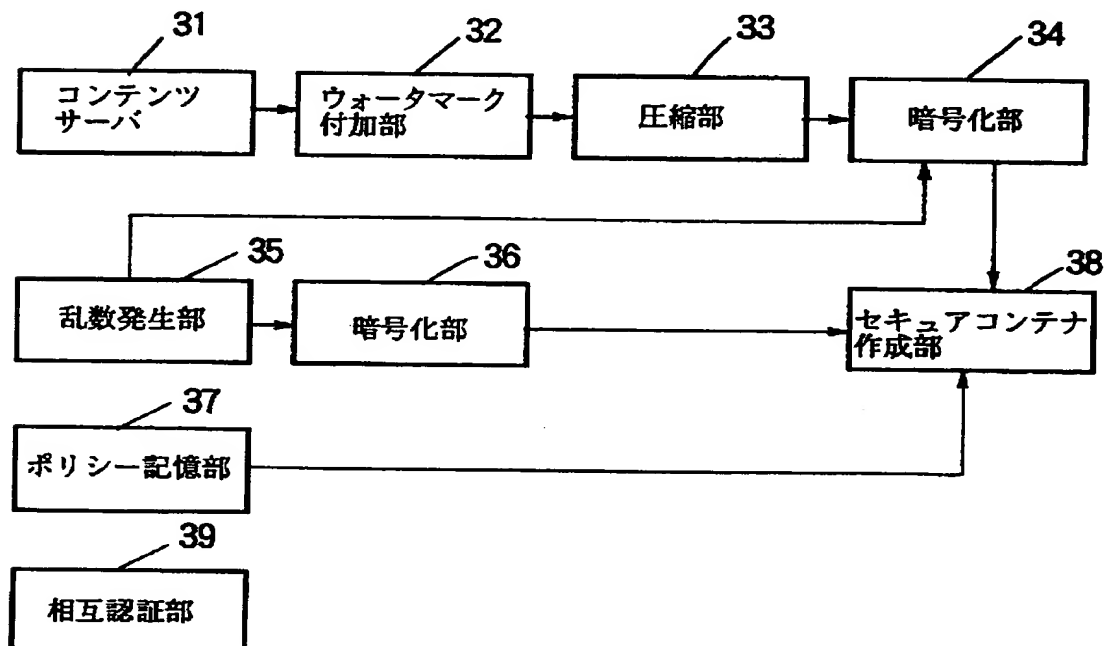 31
コンテンツ
サーバ
32
ウォータマーク
付加部
33
圧縮部
34
暗号化部
35
乱数発生部
36
暗号化部
38
セキュアコンテナ
作成部
37
ポリシー記憶部
39
相互認証部